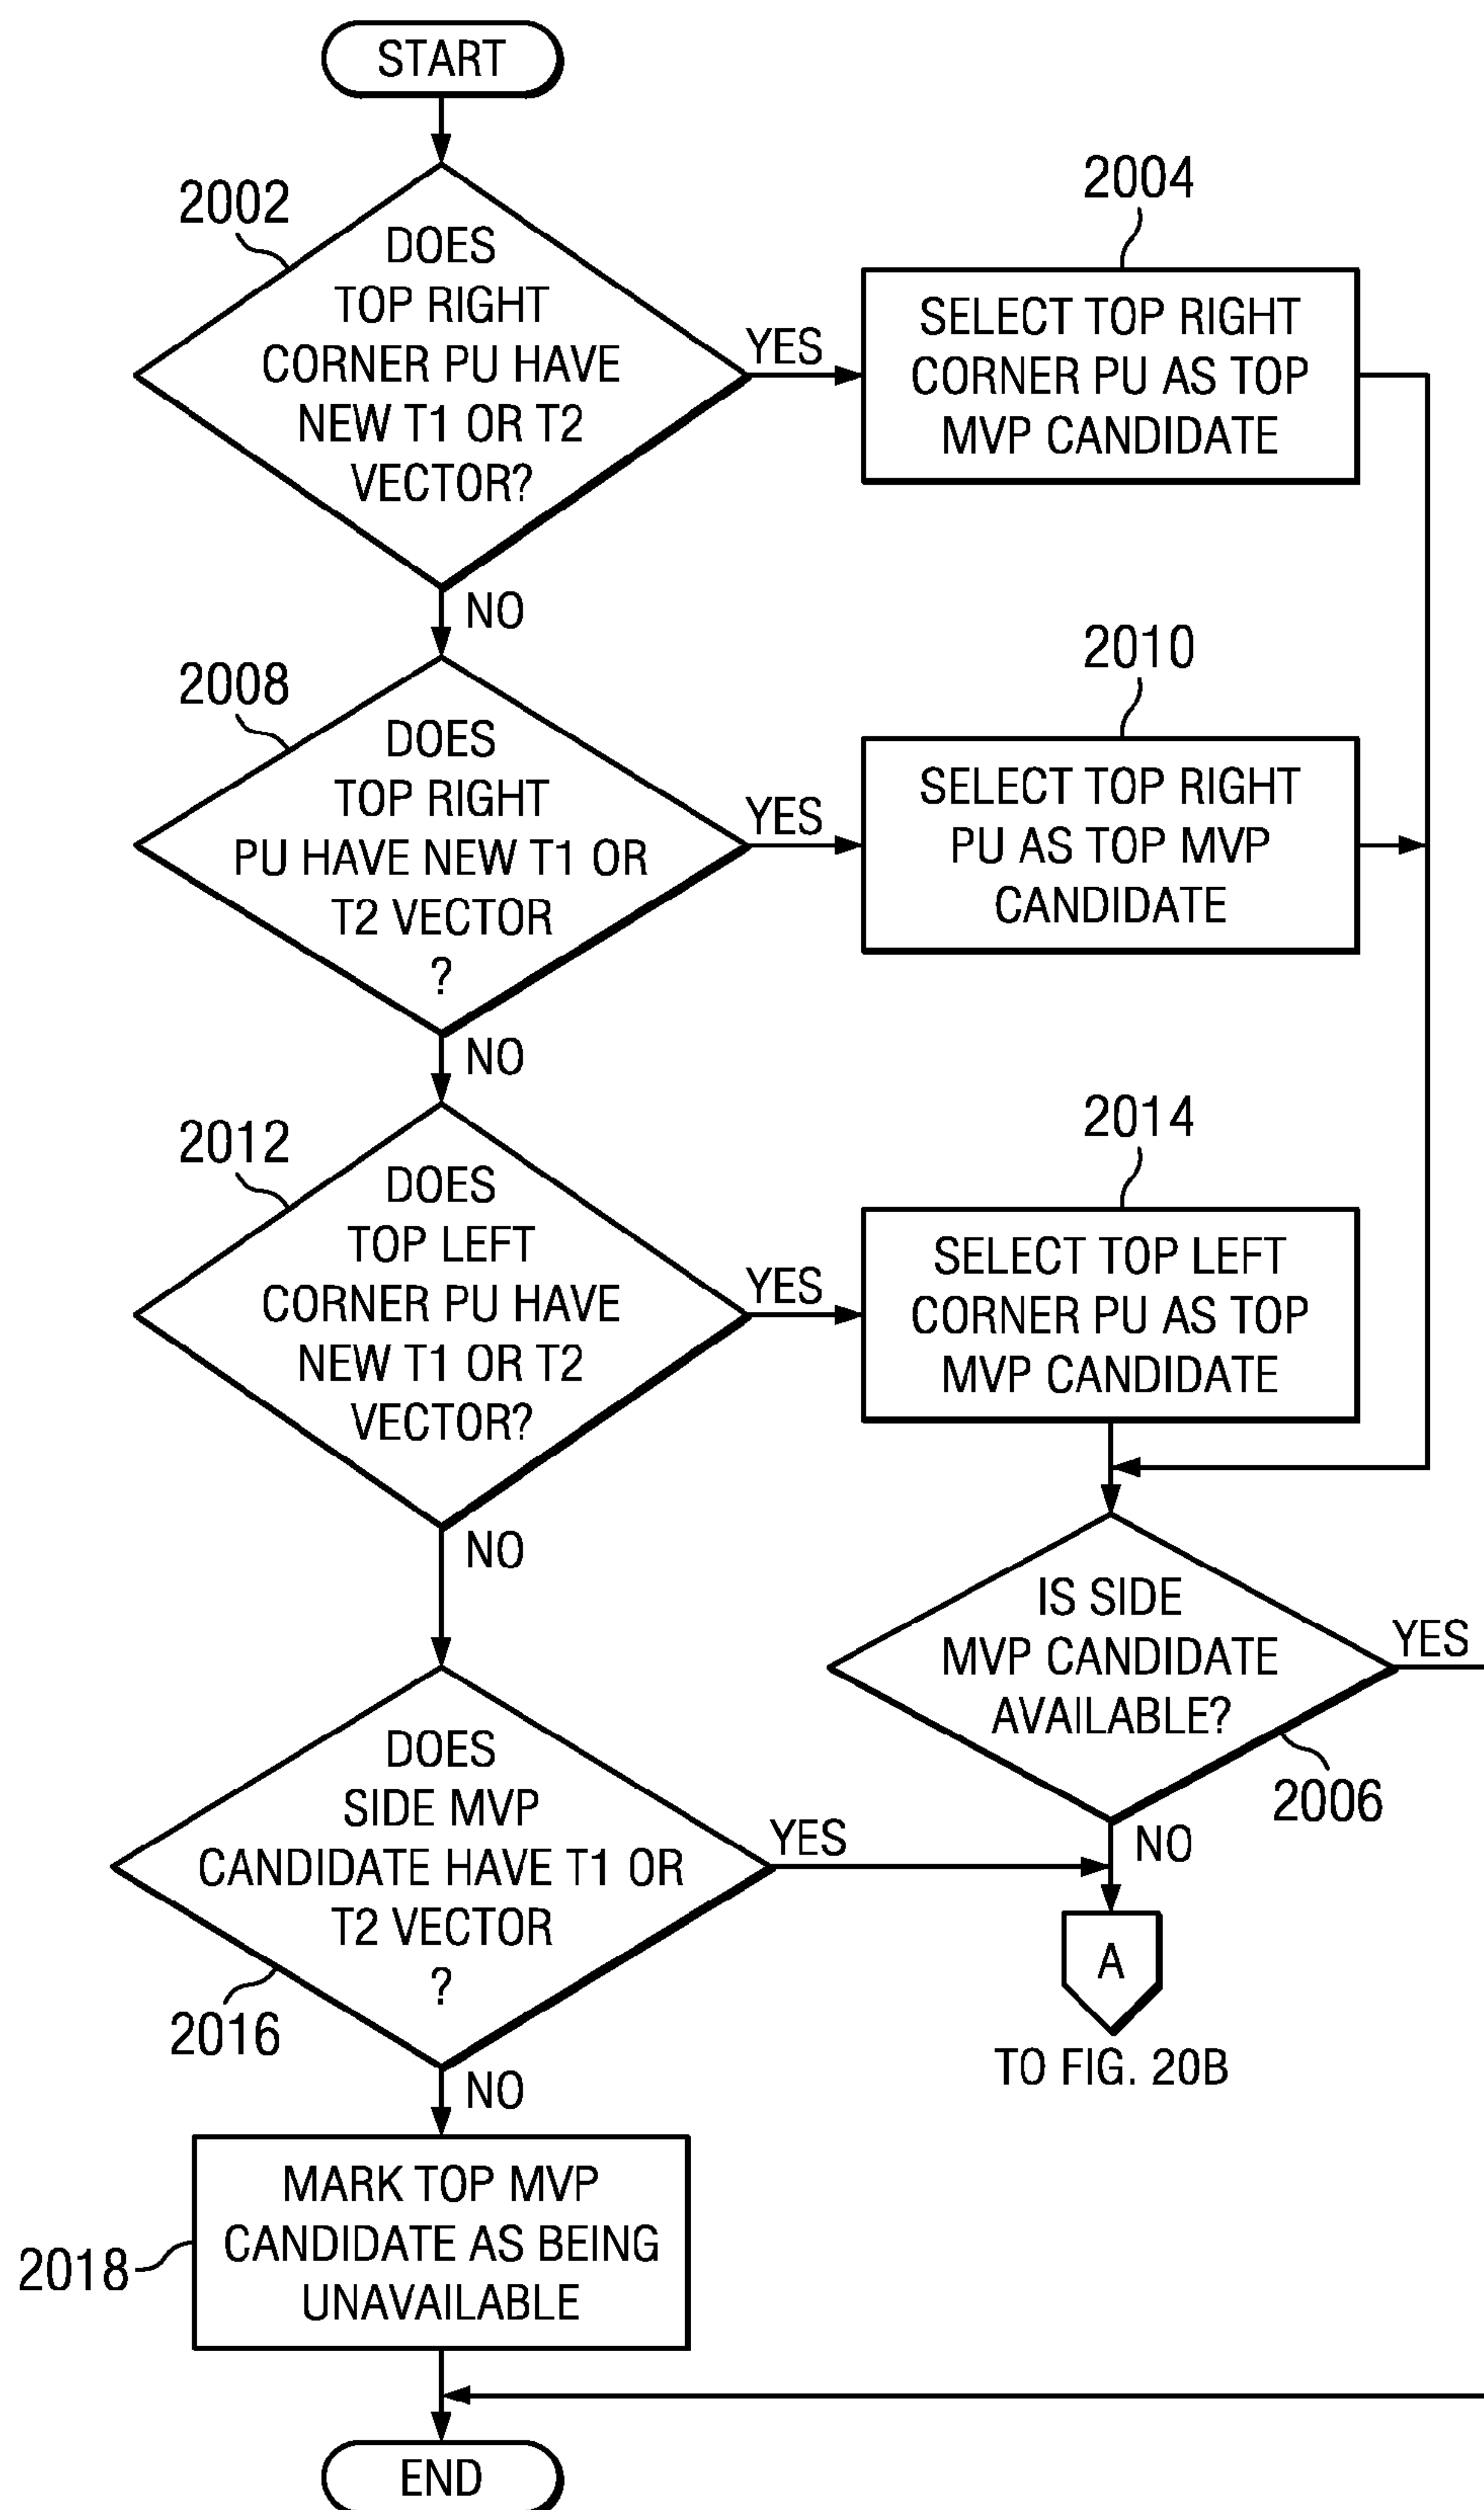 START
2002
DOES
TOP RIGHT
CORNER PU HAVE
NEW T1 OR T2
VECTOR?
YES
2004
SELECT TOP RIGHT
CORNER PU AS TOP
MVP CANDIDATE
NO
2008
DOES
TOP RIGHT
PU HAVE NEW T1 OR
T2 VECTOR
?
YES
2010
SELECT TOP RIGHT
PU AS TOP MVP
CANDIDATE
NO
2012
DOES
TOP LEFT
CORNER PU HAVE
NEW T1 OR T2
VECTOR?
YES
2014
SELECT TOP LEFT
CORNER PU AS TOP
MVP CANDIDATE
NO
IS SIDE
MVP CANDIDATE
AVAILABLE?
YES
2006
NO
DOES
SIDE MVP
CANDIDATE HAVE T1 OR
T2 VECTOR
?
YES
2016
A
TO FIG. 20B
NO
MARK TOP MVP
CANDIDATE AS BEING
UNAVAILABLE
2018
END